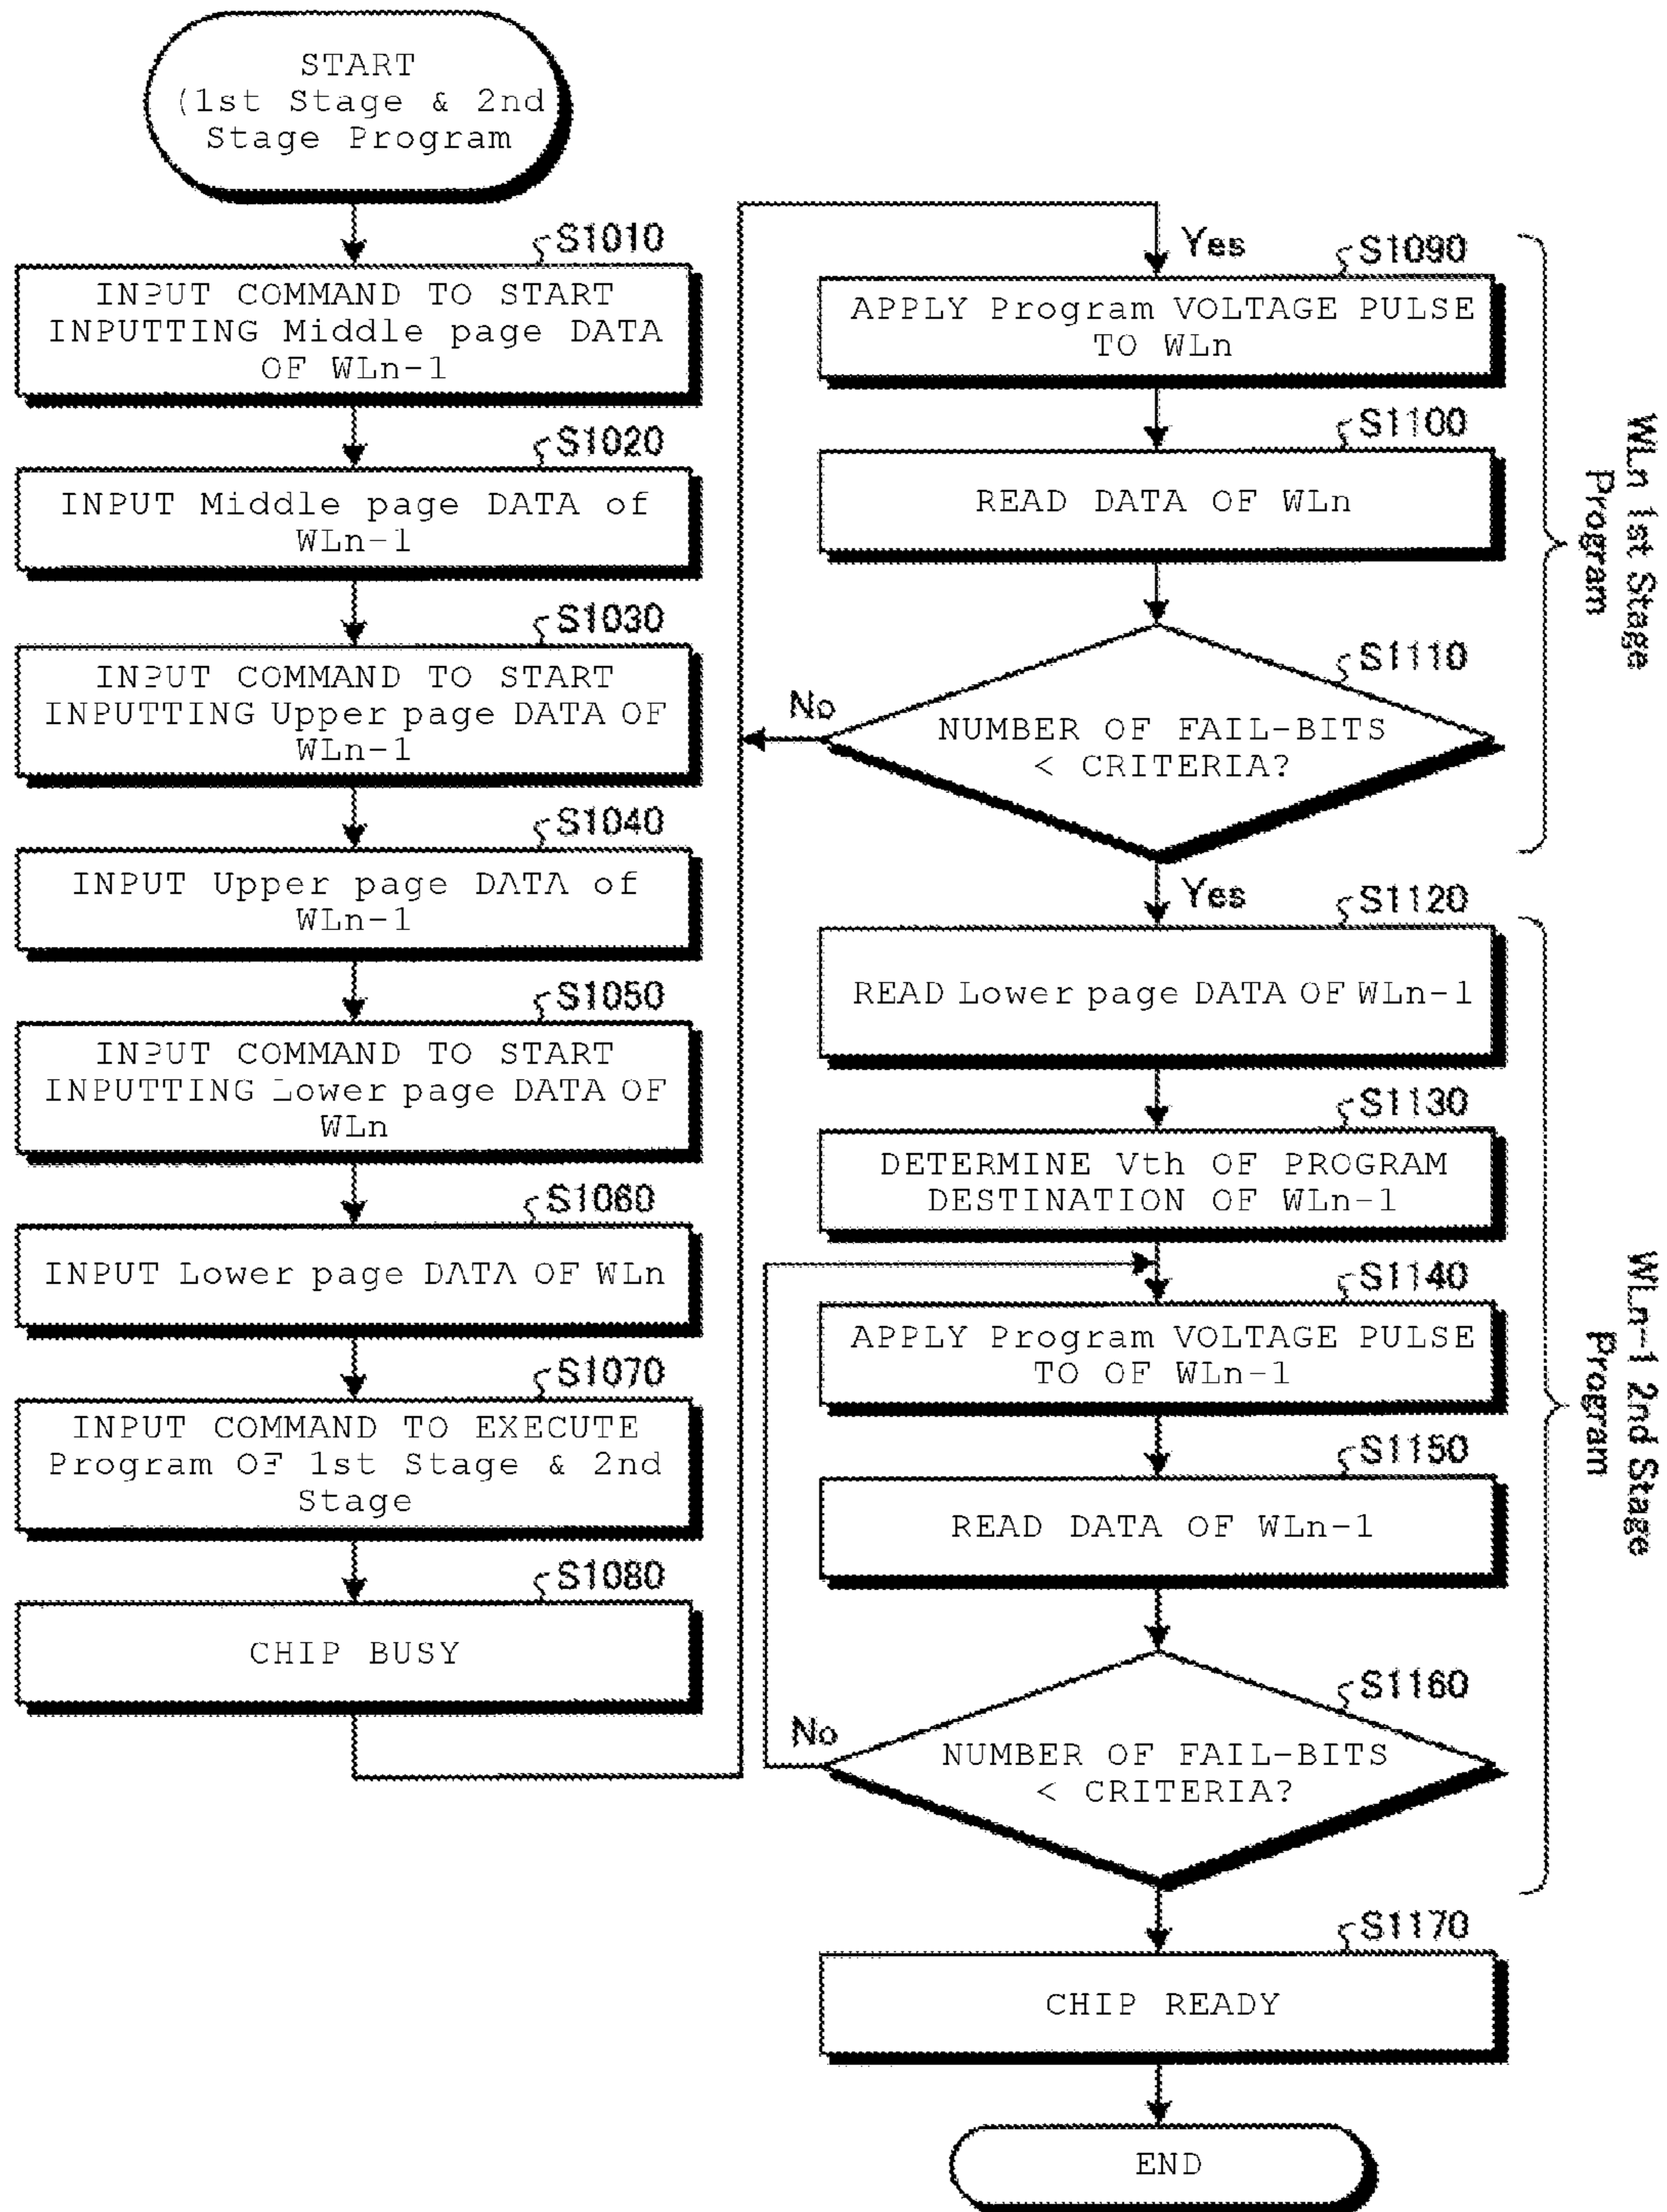 START
(1st Stage & 2nd
Stage Program
S1010
INPUT COMMAND TO START
INPUTTING Middle page DATA
OF WLn-1
S1020
INPUT Middle page DATA of
WLn-1
S1030
INPUT COMMAND TO START
INPUTTING Upper page DATA OF
WLn-1
S1040
INPUT Upper page DATA of
WLn-1
S1050
INPUT COMMAND TO START
INPUTTING Lower page DATA OF
WLn
S1060
INPUT Lower page DATA OF WLn
S1070
INPUT COMMAND TO EXECUTE
Program OF 1st Stage & 2nd
Stage
S1080
CHIP BUSY
Yes
S1090
APPLY Program VOLTAGE PULSE
TO WLn
S1100
READ DATA OF WLn
S1110
No
NUMBER OF FAIL-BITS
< CRITERIA?
WLn 1st Stage
Program
Yes
S1120
READ Lower page DATA OF WLn-1
S1130
DETERMINE Vth OF PROGRAM
DESTINATION OF WLn-1
S1140
APPLY Program VOLTAGE PULSE
TO OF WLn-1
S1150
READ DATA OF WLn-1
S1160
No
NUMBER OF FAIL-BITS
< CRITERIA?
WLn-1 2nd Stage
Program
S1170
CHIP READY
END